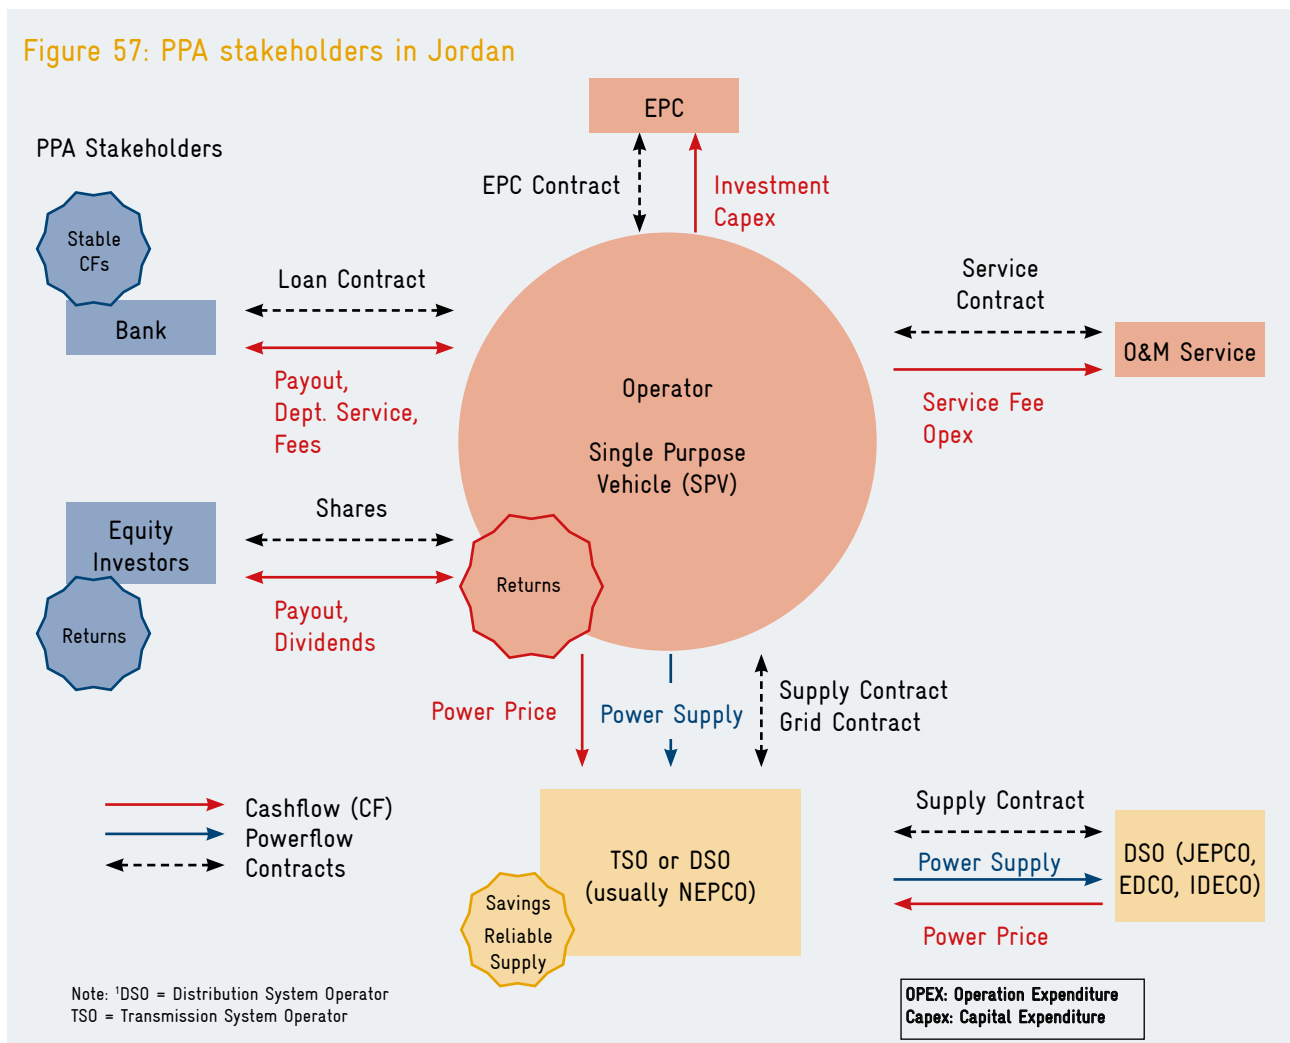 Figure 57: PPA stakeholders in Jordan
PPA Stakeholders
EPC
EPC Contract
Investment
Capex
Stable
CFs
Bank
Loan Contract
Payout,
Dept. Service,
Fees
Operator
Single Purpose
Vehicle (SPV)
Service
Contract
O&M Service
Service Fee
Opex
Equity
Investors
Returns
Shares
Payout,
Dividends
Returns
Power Price
Power Supply
Supply Contract
Grid Contract
Cashflow (CF)
Powerflow
Contracts
TSO or DSO
(usually NEPCO)
Savings
Reliable
Supply
Supply Contract
Power Supply
Power Price
DSO (JEPCO,
EDCO, IDECO)
Note: ¹DSO = Distribution System Operator
TSO = Transmission System Operator
OPEX: Operation Expenditure
Capex: Capital Expenditure